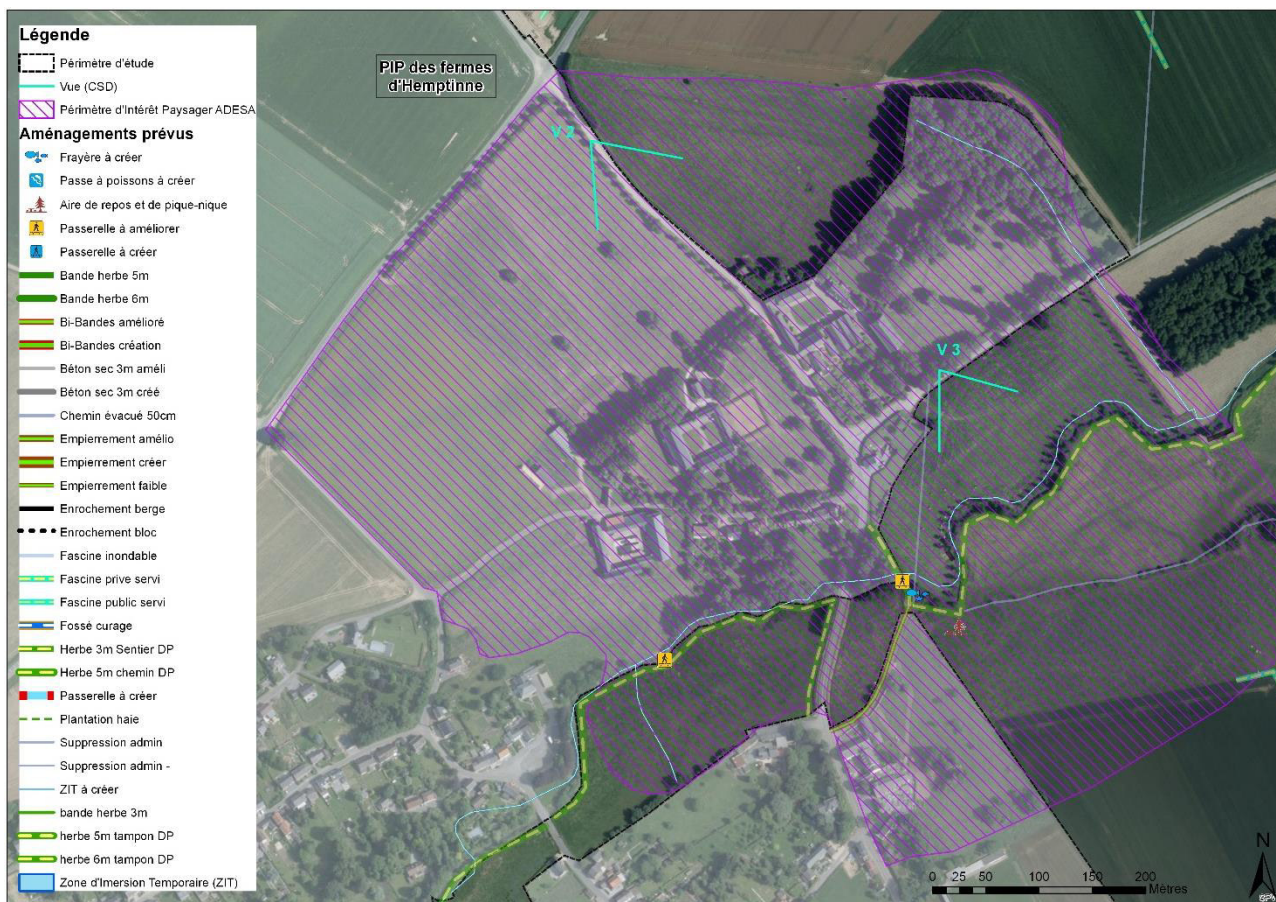 Légende
Périmètre d'étude
Vue (CSD)
Périmètre d'Intérêt Paysager ADESA
Aménagements prévus
Frayère à créer
Passe à poissons à créer
Aire de repos et de pique-nique
Passerelle à améliorer
Passerelle à créer
Bande herbe 5m
Bande herbe 6m
Bi-Bandes amélioré
Bi-Bandes création
Béton sec 3m améli
Béton sec 3m créé
Chemin évacué 50cm
Empierrement amélio
Empierrement créer
Empierrement faible
Enrochement berge
Enrochement bloc
Fascine inondable
Fascine prive servi
Fascine public servi
Fossé curage
Herbe 3m Sentier DP
Herbe 5m chemin DP
Passerelle à créer
Plantation haie
Suppression admin
Suppression admin -
ZIT à créer
bande herbe 3m
herbe 5m tampon DP
herbe 6m tampon DP
Zone d'Imersion Temporaire (ZIT)
PIP des fermes
d'Hemptinne
V 2
V 3
0 25 50 100 150 200
Mètres
N